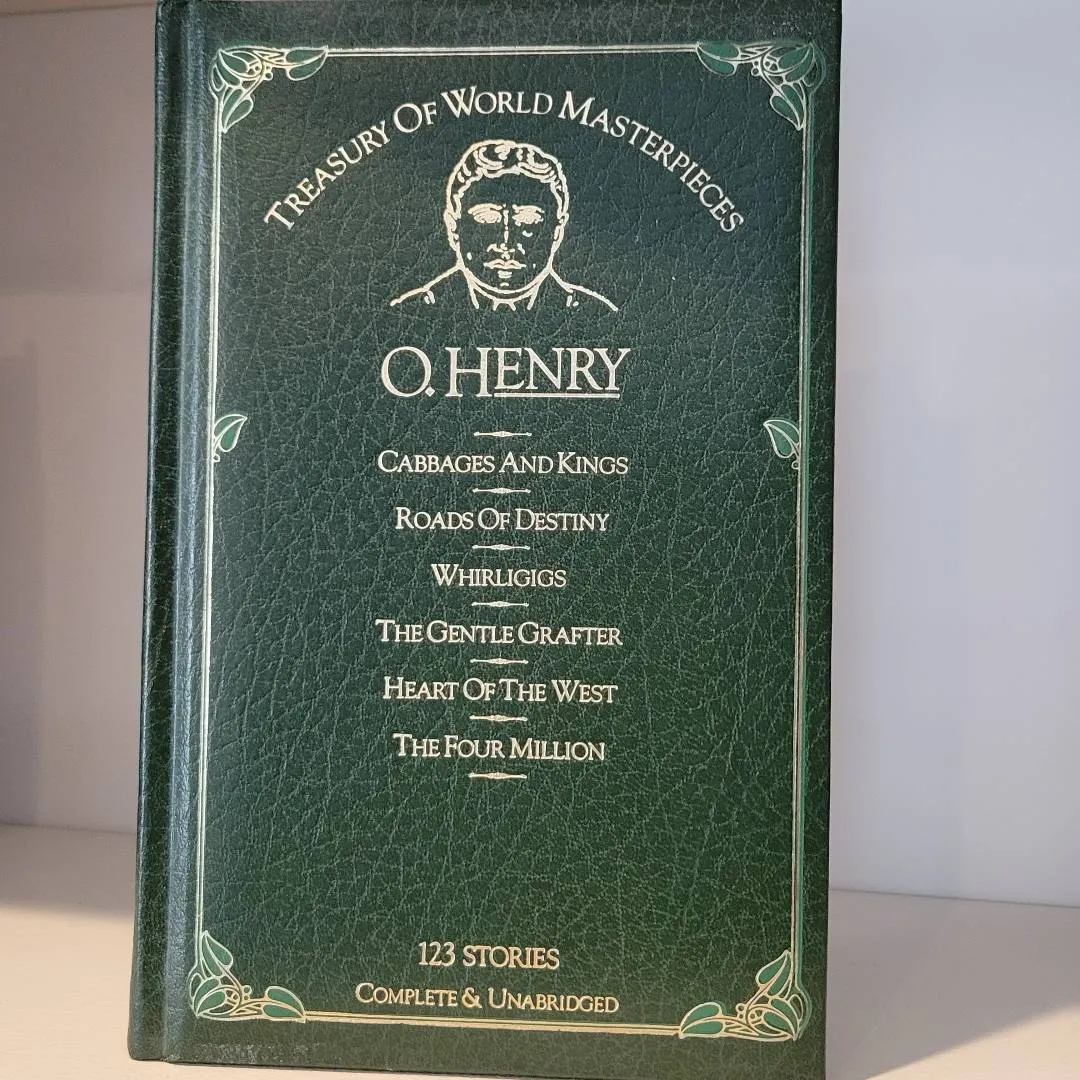 TREASURY OF WORLD MASTERPIECES
O. HENRY
CABBAGES AND KINGS
ROADS OF DESTINY
WHIRLIGIGS
THE GENTLE GRAFTER
HEART OF THE WEST
THE FOUR MILLION
123 STORIES
COMPLETE & UNABRIDGED